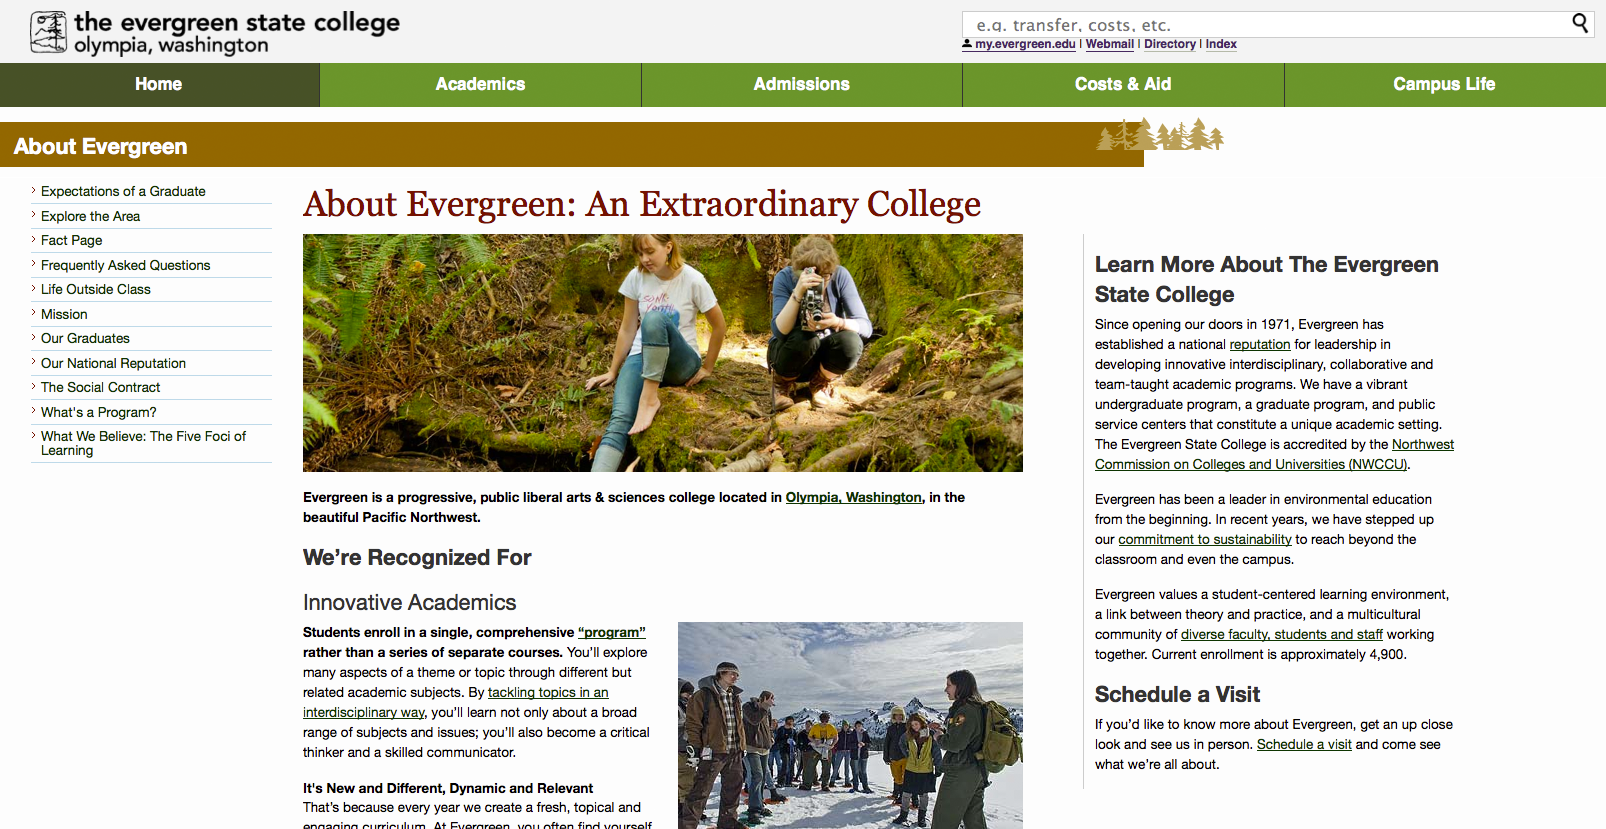 the evergreen state college
olympia, washington
e.g. transfer, costs, etc.
my.evergreen.edu | Webmail | Directory | Index
Home
Academics
Admissions
Costs & Aid
Campus Life
About Evergreen
Expectations of a Graduate
Explore the Area
Fact Page
Frequently Asked Questions
Life Outside Class
Mission
Our Graduates
Our National Reputation
The Social Contract
What's a Program?
What We Believe: The Five Foci of
Learning
About Evergreen: An Extraordinary College
SONIC
YOUTH
Evergreen is a progressive, public liberal arts & sciences college located in Olympia, Washington, in the
beautiful Pacific Northwest.
We’re Recognized For
Innovative Academics
Students enroll in a single, comprehensive “program”
rather than a series of separate courses. You’ll explore
many aspects of a theme or topic through different but
related academic subjects. By tackling topics in an
interdisciplinary way, you’ll learn not only about a broad
range of subjects and issues; you’ll also become a critical
thinker and a skilled communicator.
It's New and Different, Dynamic and Relevant
That’s because every year we create a fresh, topical and
engaging curriculum. At Evergreen, you often find yourself
Learn More About The Evergreen
State College
Since opening our doors in 1971, Evergreen has
established a national reputation for leadership in
developing innovative interdisciplinary, collaborative and
team-taught academic programs. We have a vibrant
undergraduate program, a graduate program, and public
service centers that constitute a unique academic setting.
The Evergreen State College is accredited by the Northwest
Commission on Colleges and Universities (NWCCU).
Evergreen has been a leader in environmental education
from the beginning. In recent years, we have stepped up
our commitment to sustainability to reach beyond the
classroom and even the campus.
Evergreen values a student-centered learning environment,
a link between theory and practice, and a multicultural
community of diverse faculty, students and staff working
together. Current enrollment is approximately 4,900.
Schedule a Visit
If you’d like to know more about Evergreen, get an up close
look and see us in person. Schedule a visit and come see
what we’re all about.